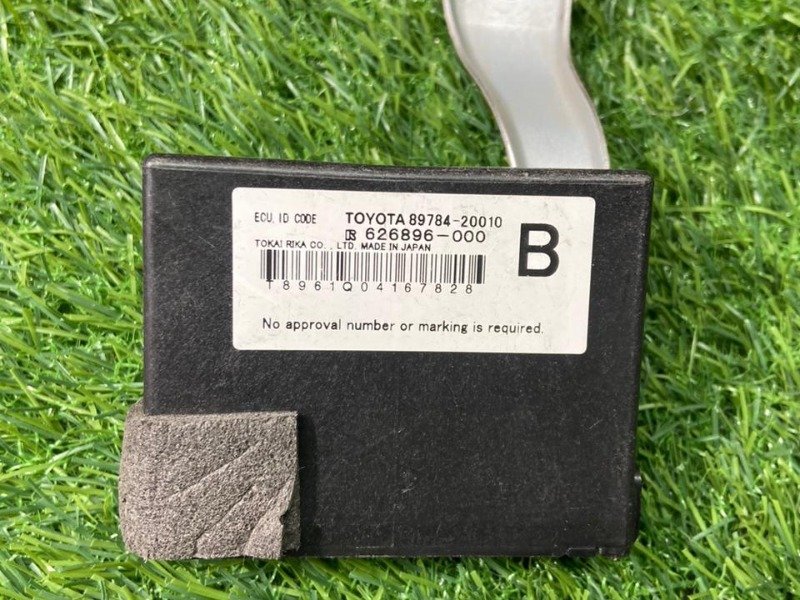 ECU, ID CODE TOYOTA 89784-20010
R 626896-000
TOKAI RIKA CO., LTD. MADE IN JAPAN
B
T8961Q04167828
No approval number or marking is required.